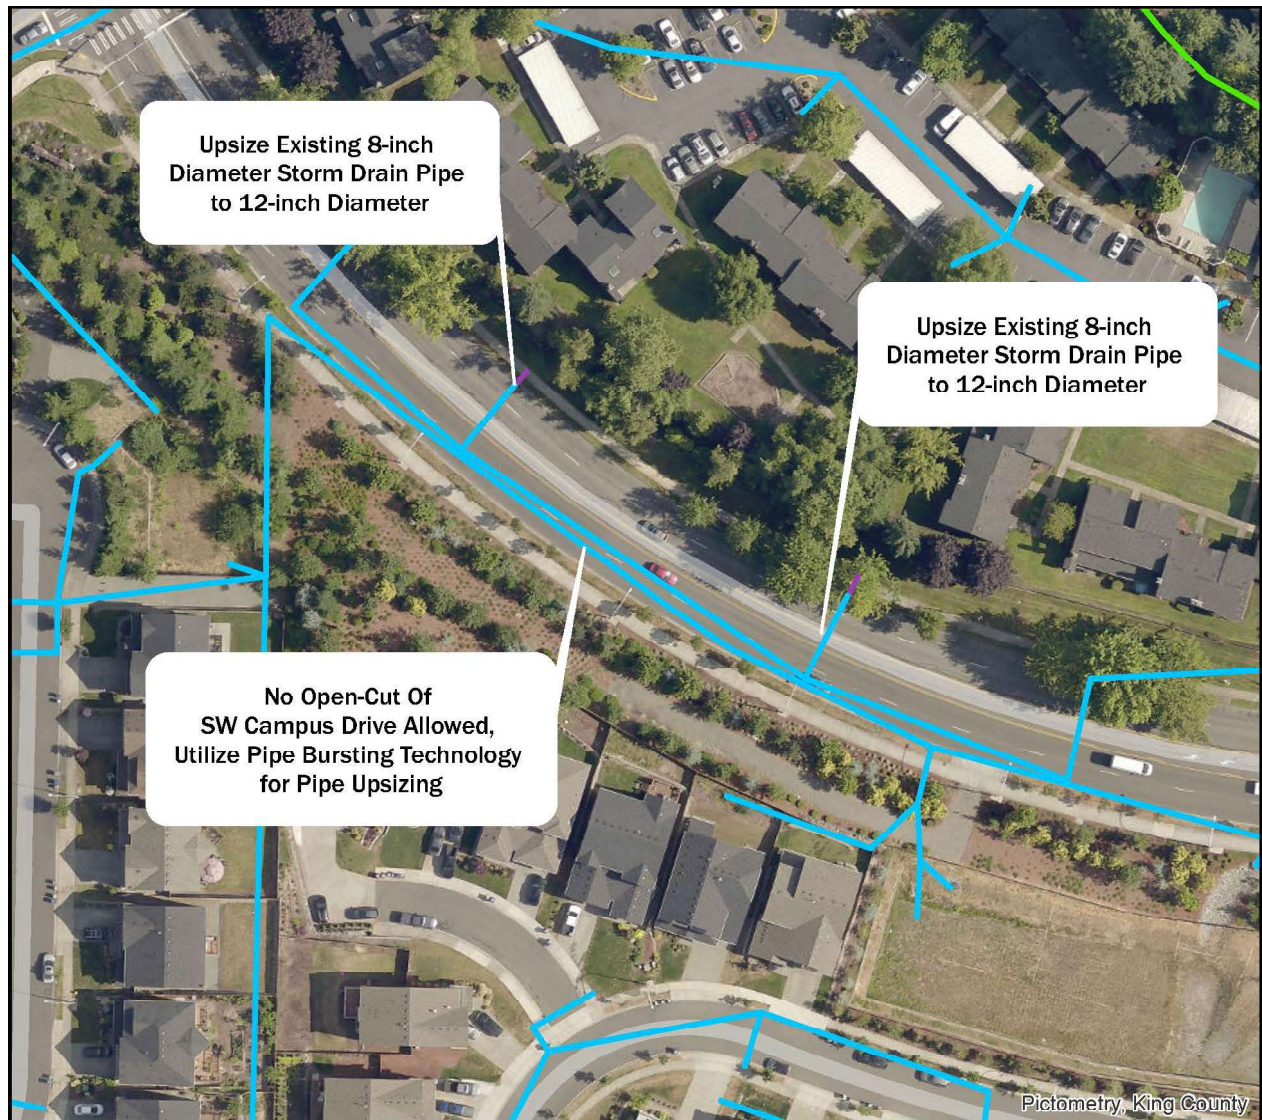 Upsize Existing 8-inch
Diameter Storm Drain Pipe
to 12-inch Diameter
Upsize Existing 8-inch
Diameter Storm Drain Pipe
to 12-inch Diameter
No Open-Cut Of
SW Campus Drive Allowed,
Utilize Pipe Bursting Technology
for Pipe Upsizing
Pictometry, King County